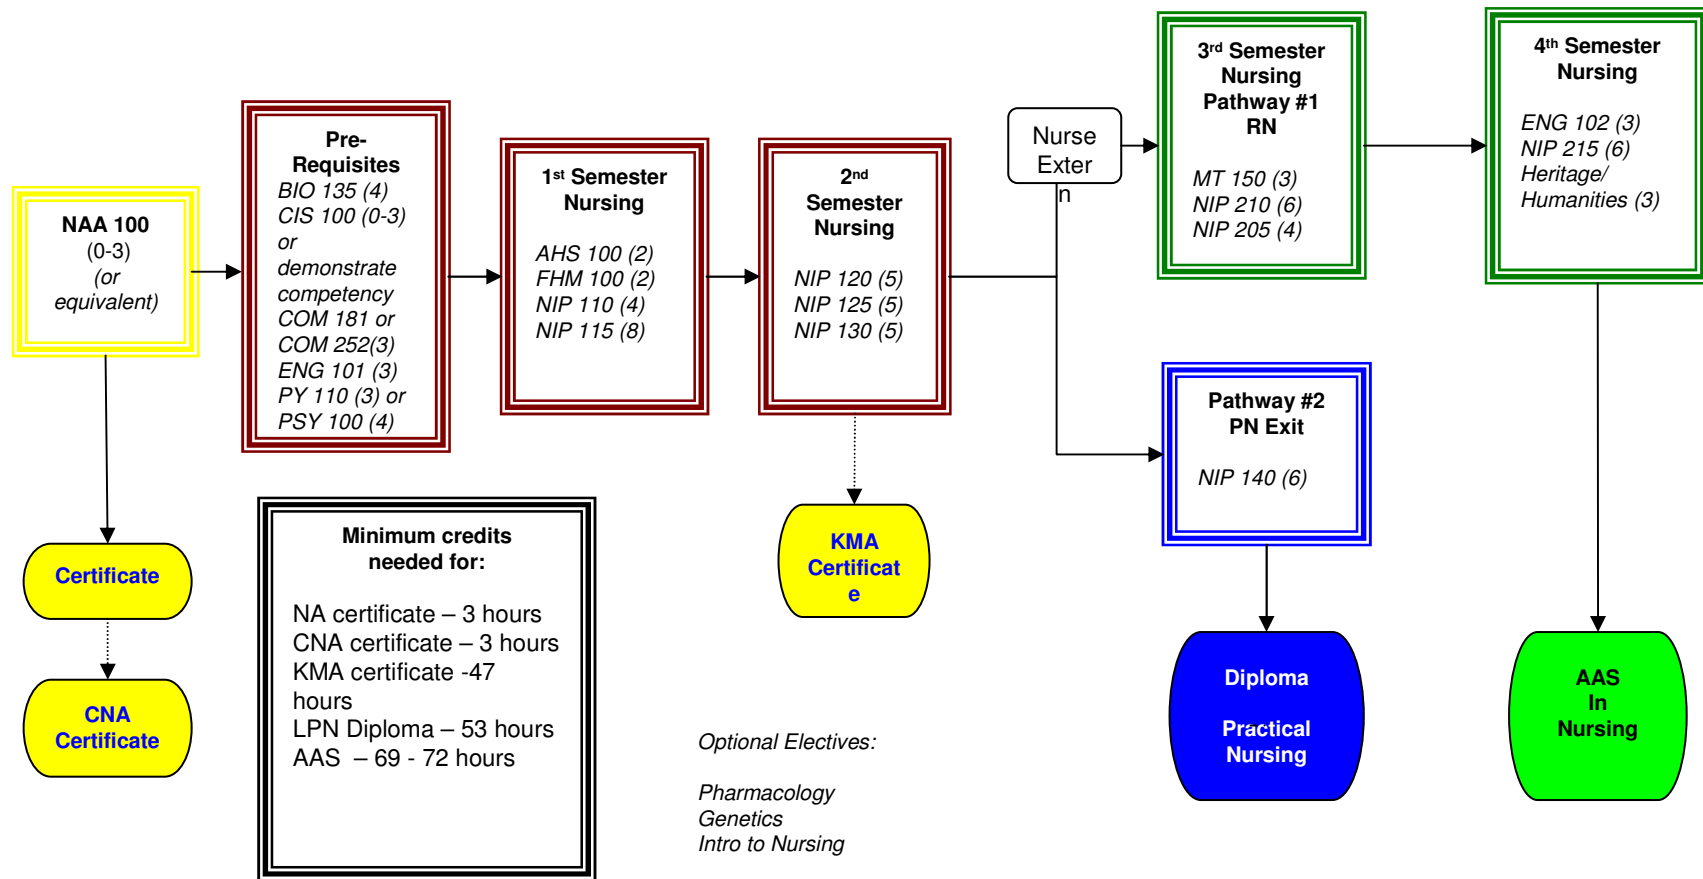 NAA 100
(0-3)
(or
equivalent)
Certificate
CNA
Certificate
Pre-
Requisites
BIO 135 (4)
CIS 100 (0-3)
or
demonstrate
competency
COM 181 or
COM 252(3)
ENG 101 (3)
PY 110 (3) or
PSY 100 (4)
1st Semester
Nursing
AHS 100 (2)
FHM 100 (2)
NIP 110 (4)
NIP 115 (8)
2nd
Semester
Nursing
NIP 120 (5)
NIP 125 (5)
NIP 130 (5)
KMA
Certificat
e
Nurse
Exter
n
3rd Semester
Nursing
Pathway #1
RN
MT 150 (3)
NIP 210 (6)
NIP 205 (4)
4th Semester
Nursing
ENG 102 (3)
NIP 215 (6)
Heritage/
Humanities (3)
Pathway #2
PN Exit
NIP 140 (6)
Diploma
Practical
Nursing
AAS
In
Nursing
Minimum credits
needed for:
NA certificate – 3 hours
CNA certificate – 3 hours
KMA certificate -47
hours
LPN Diploma – 53 hours
AAS – 69 - 72 hours
Optional Electives:
Pharmacology
Genetics
Intro to Nursing